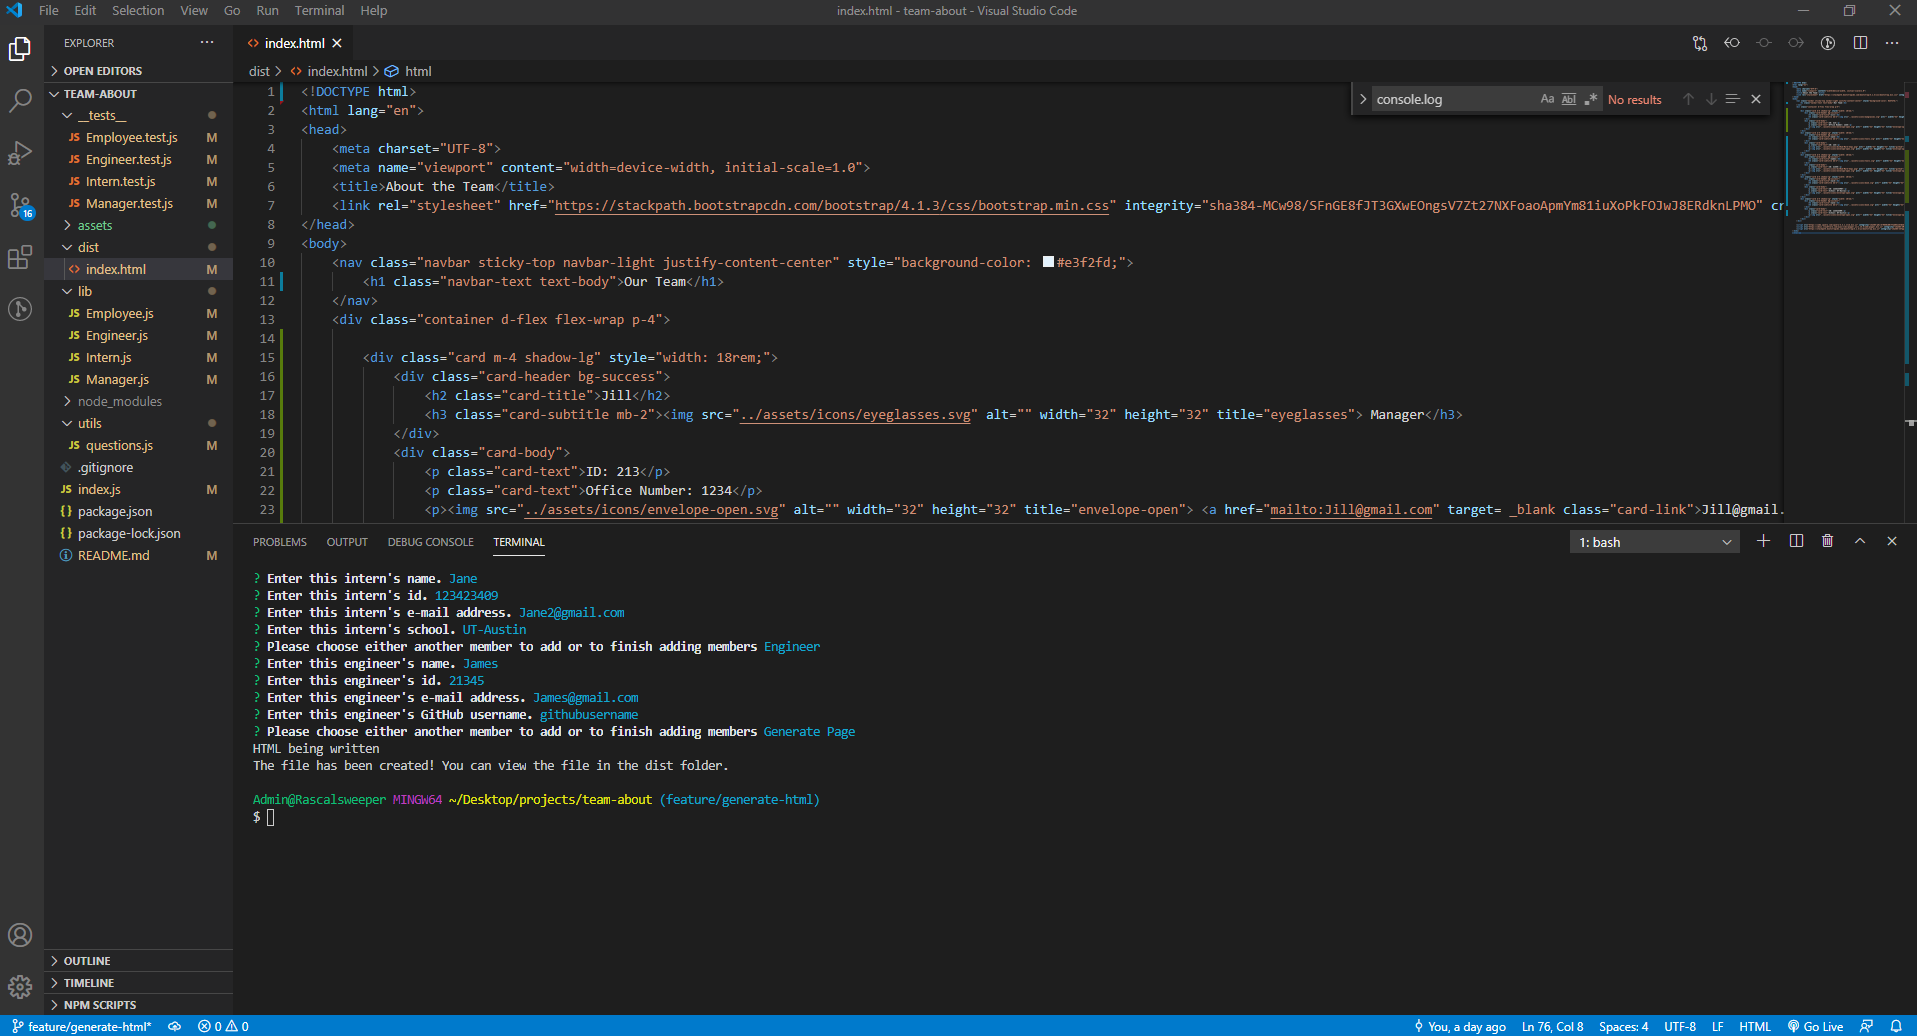 File Edit Selection View Go Run Terminal Help
index.html - team-about - Visual Studio Code
EXPLORER
OPEN EDITORS
TEAM-ABOUT
__tests__
JS Employee.test.js M
JS Engineer.test.js M
JS Intern.test.js M
JS Manager.test.js M
assets
dist
<> index.html M
lib
JS Employee.js M
JS Engineer.js M
JS Intern.js M
JS Manager.js M
node_modules
utils
JS questions.js M
.gitignore
JS index.js M
{} package.json
{} package-lock.json
README.md M
16
OUTLINE
TIMELINE
NPM SCRIPTS
<> index.html
dist > <> index.html > html
console.log Aa Abl .* No results
1 <!DOCTYPE html>
2 <html lang="en">
3 <head>
4 <meta charset="UTF-8">
5 <meta name="viewport" content="width=device-width, initial-scale=1.0">
6 <title>About the Team</title>
7 <link rel="stylesheet" href="https://stackpath.bootstrapcdn.com/bootstrap/4.1.3/css/bootstrap.min.css" integrity="sha384-MCw98/SFnGE8fJT3GXwEOngsV7Zt27NXFoaoApmYm81iuXoPkFOJwJ8ERdknLPMO" cr
8 </head>
9 <body>
10 <nav class="navbar sticky-top navbar-light justify-content-center" style="background-color: #e3f2fd;">
11 <h1 class="navbar-text text-body">Our Team</h1>
12 </nav>
13 <div class="container d-flex flex-wrap p-4">
14
15 <div class="card m-4 shadow-lg" style="width: 18rem;">
16 <div class="card-header bg-success">
17 <h2 class="card-title">Jill</h2>
18 <h3 class="card-subtitle mb-2"><img src="../assets/icons/eyeglasses.svg" alt="" width="32" height="32" title="eyeglasses"> Manager</h3>
19 </div>
20 <div class="card-body">
21 <p class="card-text">ID: 213</p>
22 <p class="card-text">Office Number: 1234</p>
23 <p><img src="../assets/icons/envelope-open.svg" alt="" width="32" height="32" title="envelope-open"> <a href="mailto:Jill@gmail.com" target= _blank class="card-link">Jill@gmail.
PROBLEMS OUTPUT DEBUG CONSOLE TERMINAL
1: bash
? Enter this intern's name. Jane
? Enter this intern's id. 123423409
? Enter this intern's e-mail address. Jane2@gmail.com
? Enter this intern's school. UT-Austin
? Please choose either another member to add or to finish adding members Engineer
? Enter this engineer's name. James
? Enter this engineer's id. 21345
? Enter this engineer's e-mail address. James@gmail.com
? Enter this engineer's GitHub username. githubusername
? Please choose either another member to add or to finish adding members Generate Page
HTML being written
The file has been created! You can view the file in the dist folder.
Admin@Rascalsweeper MINGW64 ~/Desktop/projects/team-about (feature/generate-html)
$
feature/generate-html* 0 0
You, a day ago Ln 76, Col 8 Spaces: 4 UTF-8 LF HTML Go Live